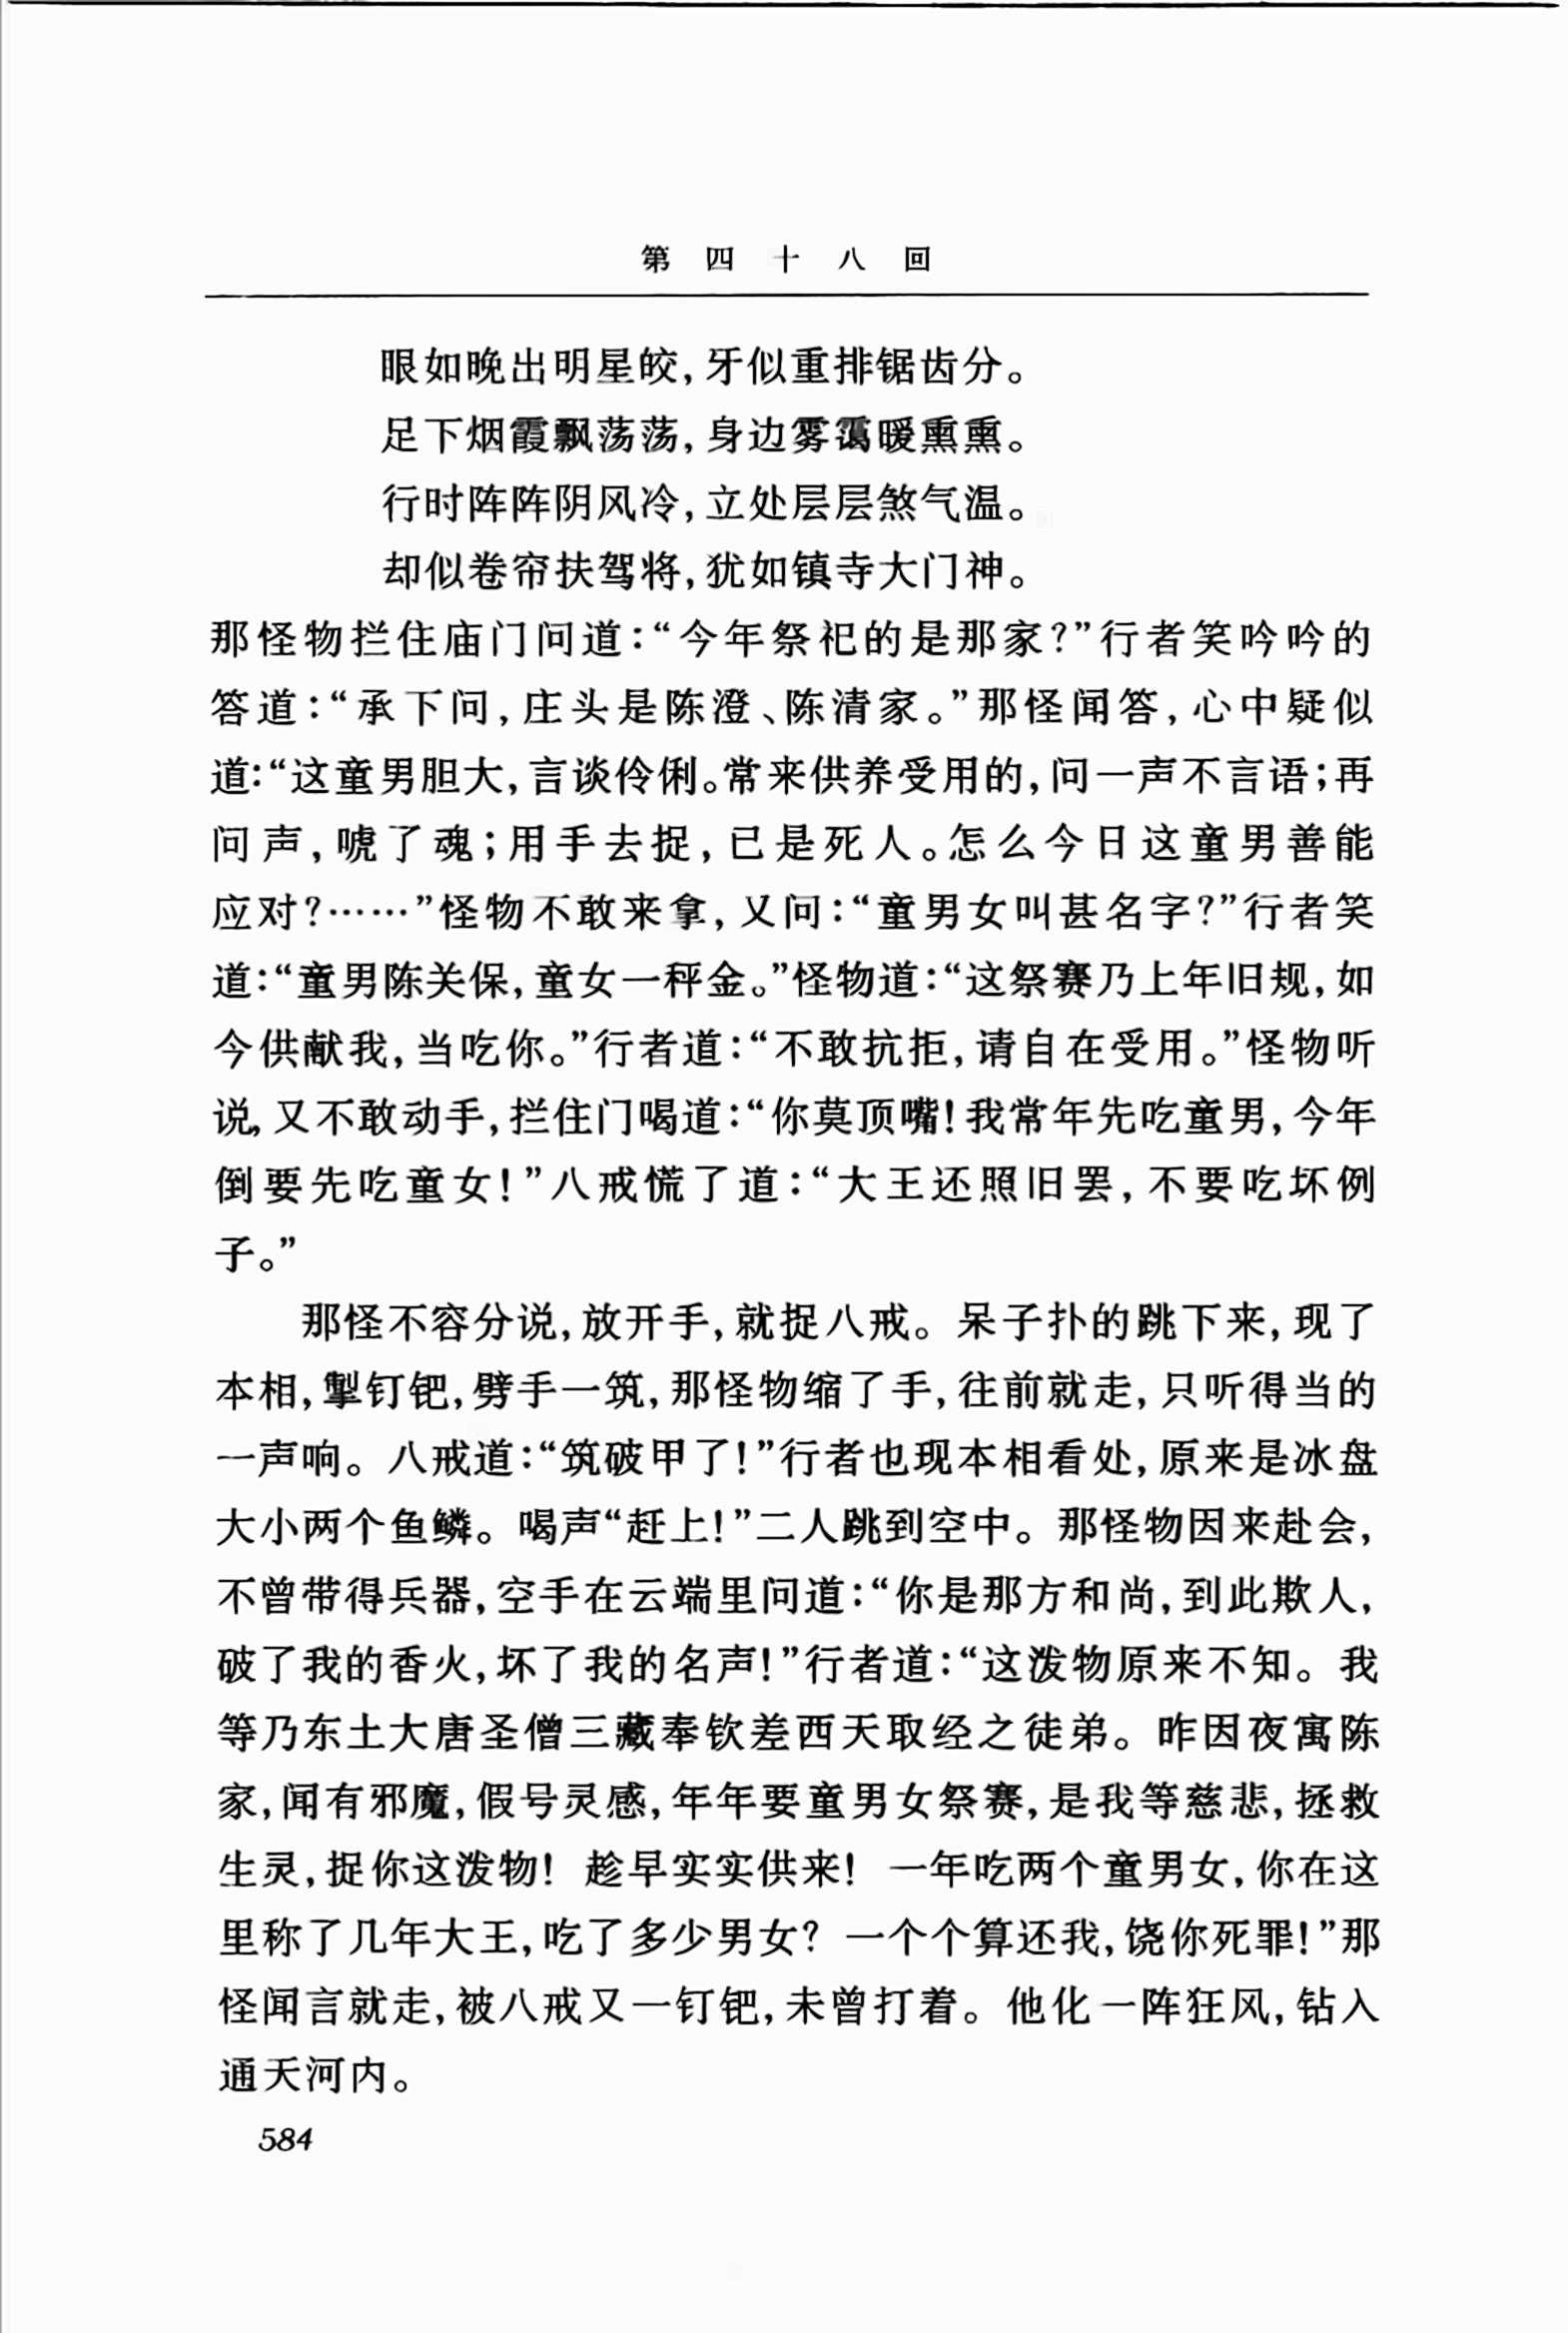 第四十八回
眼如晚出明星皎,牙似重排锯齿分。
足下烟霞飘荡荡,身边雾霭暖熏熏。
行时阵阵阴风冷,立处层层煞气温。
却似卷帘扶驾将,犹如镇寺大门神。
那怪物拦住庙门问道:“今年祭祀的是那家?”行者笑吟吟的
答道:“承下问,庄头是陈澄、陈清家。”那怪闻答,心中疑似
道:“这童男胆大,言谈伶俐。常来供养受用的,问一声不言语;再
问声,唬了魂;用手去捉,已是死人。怎么今日这童男善能
应对?……”怪物不敢来拿,又问:“童男女叫甚名字?”行者笑
道:“童男陈关保,童女一秤金。”怪物道:“这祭赛乃上年旧规,如
今供献我,当吃你。”行者道:“不敢抗拒,请自在受用。”怪物听
说,又不敢动手,拦住门喝道:“你莫顶嘴!我常年先吃童男,今年
倒要先吃童女!”八戒慌了道:“大王还照旧罢,不要吃坏例
子。”
那怪不容分说,放开手,就捉八戒。呆子扑的跳下来,现了
本相,掣钉钯,劈手一筑,那怪物缩了手,往前就走,只听得当的
一声响。八戒道:“筑破甲了!”行者也现本相看处,原来是冰盘
大小两个鱼鳞。喝声“赶上!”二人跳到空中。那怪物因来赴会,
不曾带得兵器,空手在云端里问道:“你是那方和尚,到此欺人,
破了我的香火,坏了我的名声!”行者道:“这泼物原来不知。我
等乃东土大唐圣僧三藏奉钦差西天取经之徒弟。昨因夜寓陈
家,闻有邪魔,假号灵感,年年要童男女祭赛,是我等慈悲,拯救
生灵,捉你这泼物!趁早实实供来!一年吃两个童男女,你在这
里称了几年大王,吃了多少男女?一个个算还我,饶你死罪!”那
怪闻言就走,被八戒又一钉钯,未曾打着。他化一阵狂风,钻入
通天河内。
584